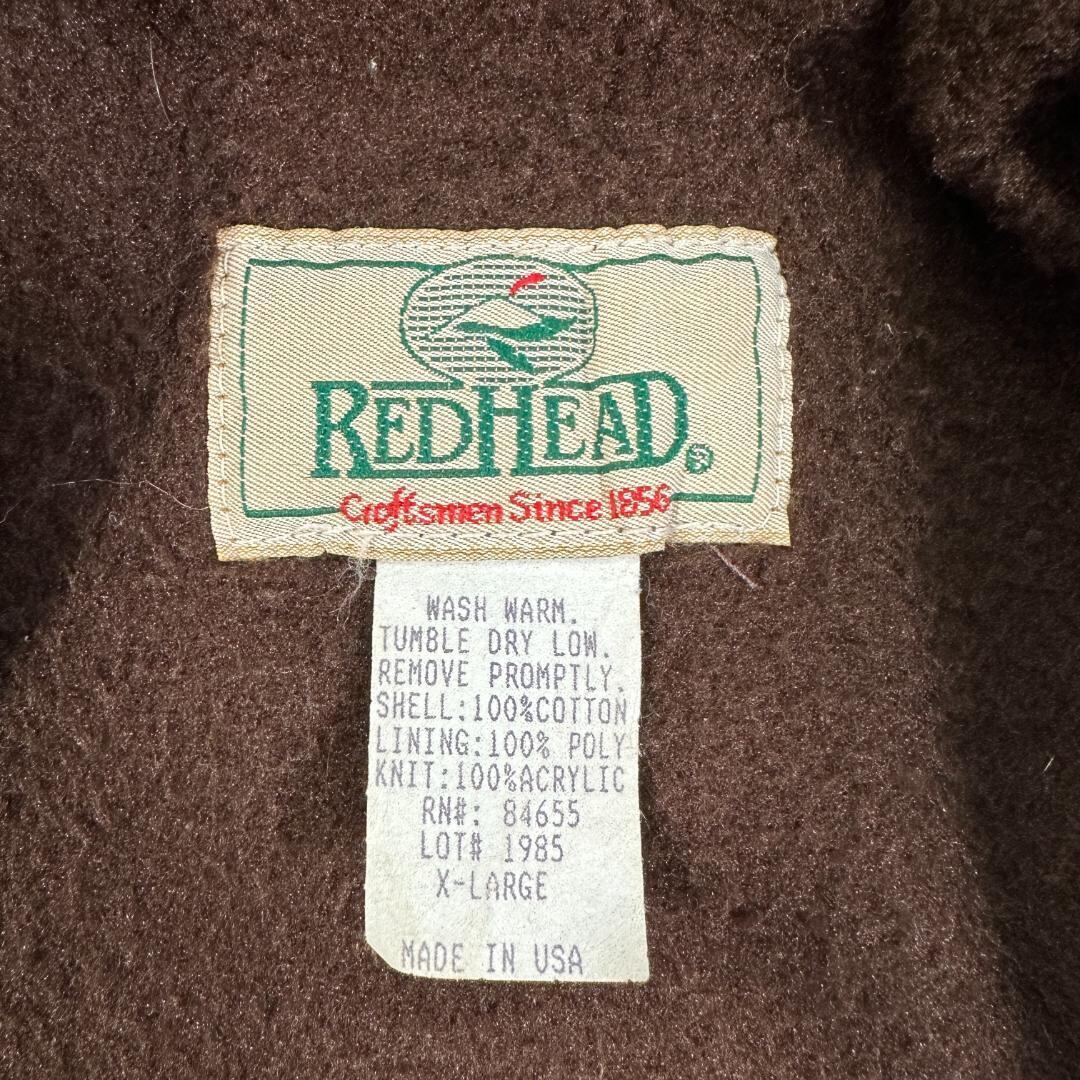 REDHEAD®
Craftsmen Since 1856
WASH WARM.
TUMBLE DRY LOW.
REMOVE PROMPTLY.
SHELL:100%COTTON
LINING:100% POLY
KNIT:100%ACRYLIC
RN#: 84655
LOT# 1985
X-LARGE
MADE IN USA